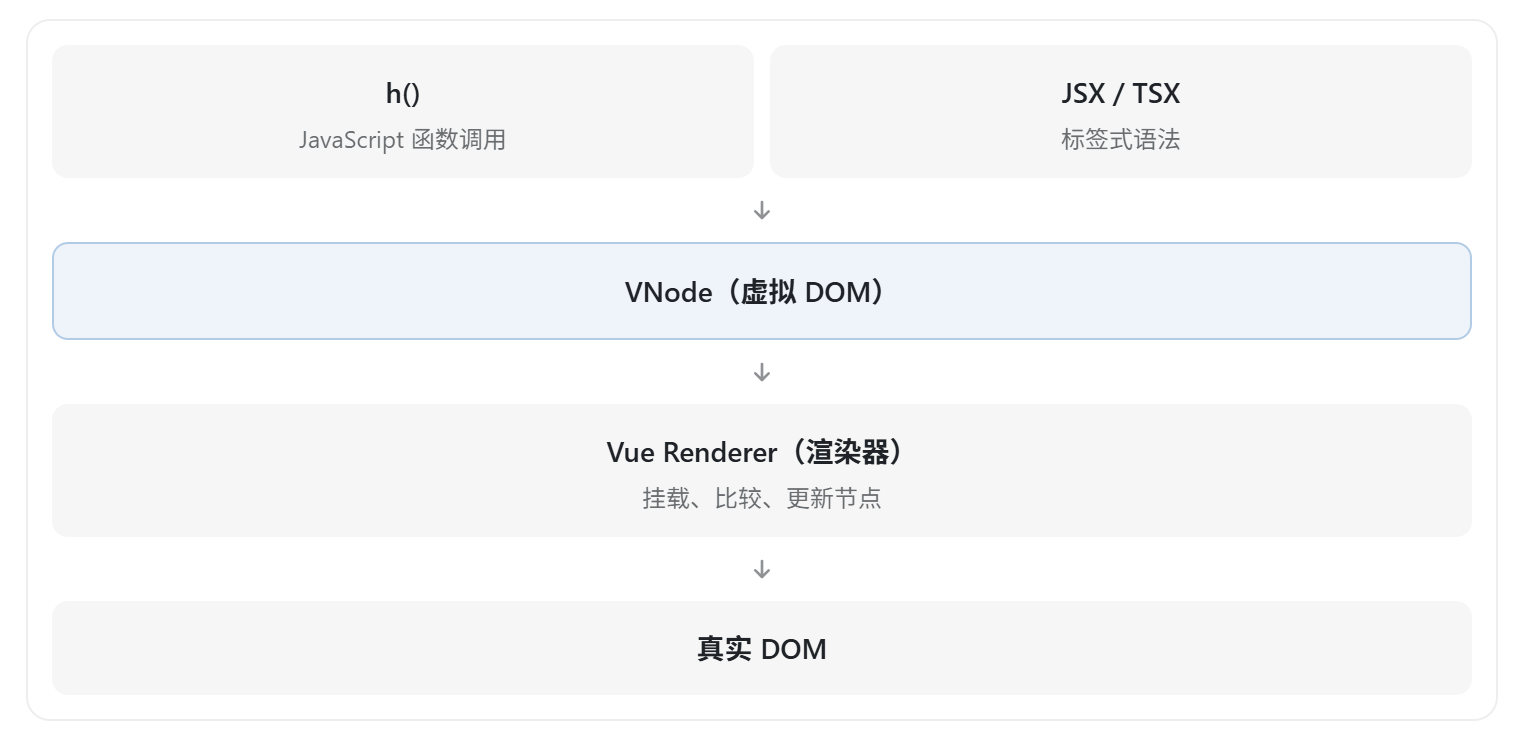 h()
JavaScript 函数调用
JSX / TSX
标签式语法
↓
VNode（虚拟 DOM）
↓
Vue Renderer（渲染器）
挂载、比较、更新节点
↓
真实 DOM